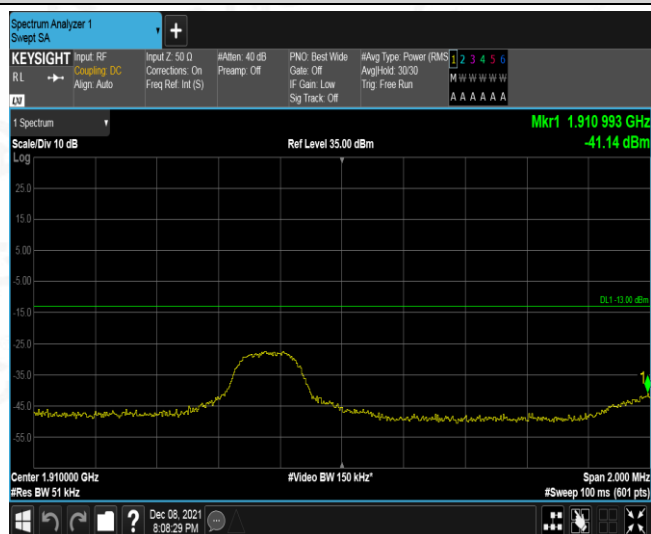 Spectrum Analyzer 1
Swept SA
+
KEYSIGHT
R L
LXI
Input: RF
Coupling: DC
Align: Auto
Input Z: 50 Ω
Corrections: On
Freq Ref: Int (S)
#Atten: 40 dB
Preamp: Off
PNO: Best Wide
Gate: Off
IF Gain: Low
Sig Track: Off
#Avg Type: Power (RMS
Avg|Hold: 30/30
Trig: Free Run
1 2 3 4 5 6
M W W W W W
A A A A A A
1 Spectrum
Scale/Div 10 dB
Ref Level 35.00 dBm
Mkr1 1.910 993 GHz
-41.14 dBm
Log
25.0
15.0
5.00
-5.00
DL1 -13.00 dBm
-15.0
-25.0
-35.0
1
-45.0
-55.0
Center 1.910000 GHz
#Video BW 150 kHz*
Span 2.000 MHz
#Res BW 51 kHz
#Sweep 100 ms (601 pts)
?
Dec 08, 2021
8:08:29 PM